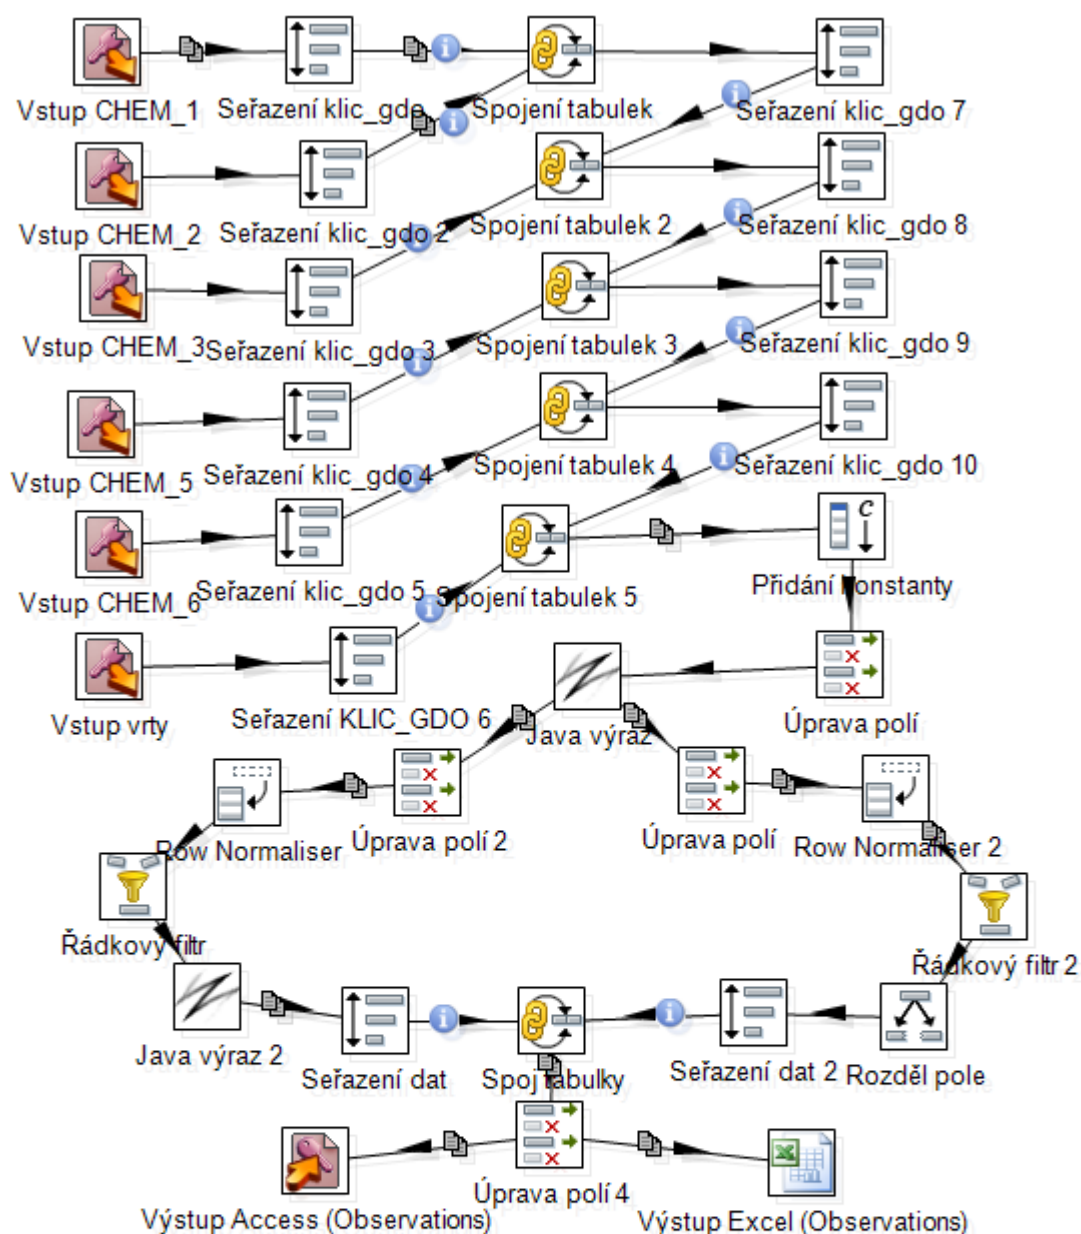 Vstup CHEM_1
Seřazení klic_gdo
Spojení tabulek
Seřazení klic_gdo 7
Vstup CHEM_2
Seřazení klic_gdo 2
Spojení tabulek 2
Seřazení klic_gdo 8
Vstup CHEM_3
Seřazení klic_gdo 3
Spojení tabulek 3
Seřazení klic_gdo 9
Vstup CHEM_5
Seřazení klic_gdo 4
Spojení tabulek 4
Seřazení klic_gdo 10
Vstup CHEM_6
Seřazení klic_gdo 5
Spojení tabulek 5
C
Přidání konstanty
Vstup vrty
Seřazení KLIC_GDO 6
Java výraz
Úprava polí
Row Normaliser
Úprava polí 2
Úprava polí
Row Normaliser 2
Řádkový filtr
Řádkový filtr 2
Java výraz 2
Seřazení dat
Spoj tabulky
Seřazení dat 2
Rozděl pole
Výstup Access (Observations)
Úprava polí 4
Výstup Excel (Observations)